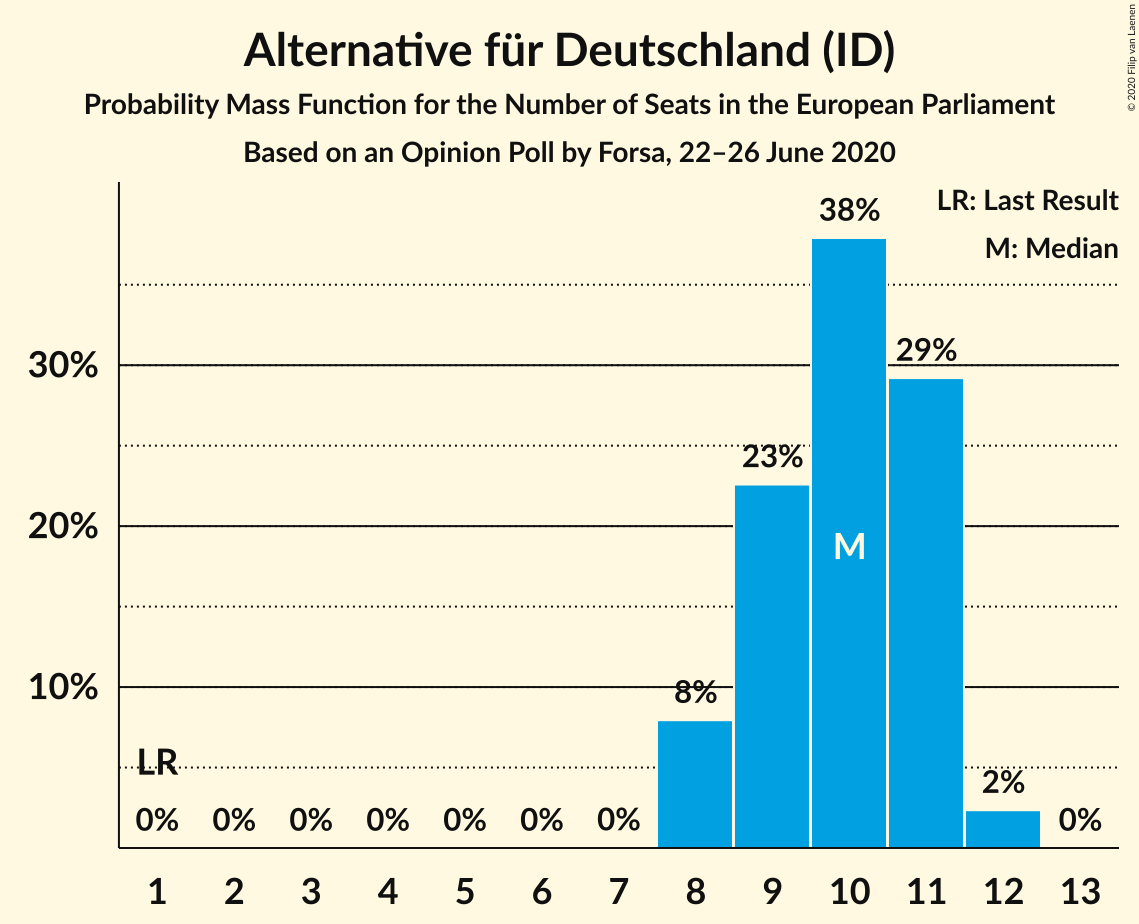 Alternative für Deutschland (ID)
Probability Mass Function for the Number of Seats in the European Parliament
Based on an Opinion Poll by Forsa, 22–26 June 2020
© 2020 Filip van Laenen
LR: Last Result
M: Median
38%
30%
29%
23%
20%
M
10%
8%
LR
2%
0% 0% 0% 0% 0% 0% 0% 0%
1 2 3 4 5 6 7 8 9 10 11 12 13